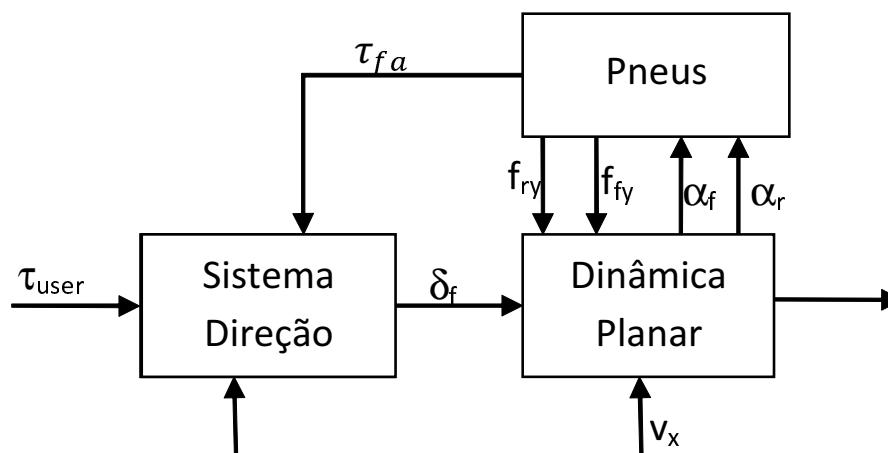 Pneus
τfa
fry
ffy
αf
αr
τuser
Sistema
Direção
δf
Dinâmica
Planar
vx